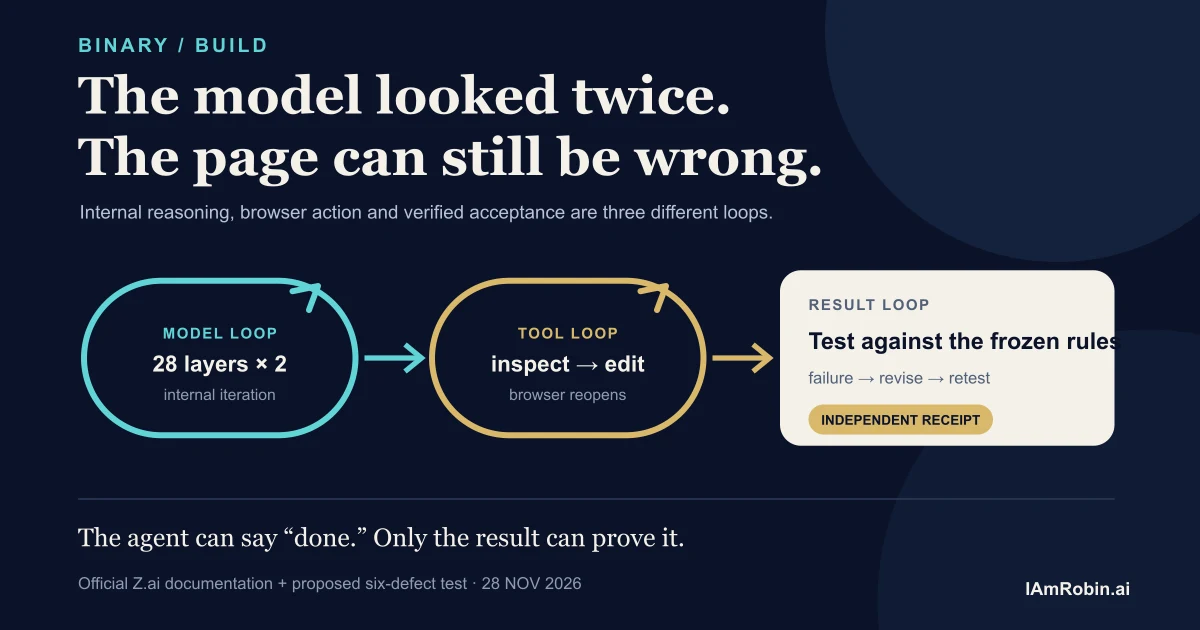 BINARY / BUILD
The model looked twice.
The page can still be wrong.
Internal reasoning, browser action and verified acceptance are three different loops.
MODEL LOOP
28 layers × 2
internal iteration
TOOL LOOP
inspect → edit
browser reopens
RESULT LOOP
Test against the frozen rules
failure → revise → retest
INDEPENDENT RECEIPT
The agent can say “done.” Only the result can prove it.
Official Z.ai documentation + proposed six-defect test · 28 NOV 2026
IAmRobin.ai